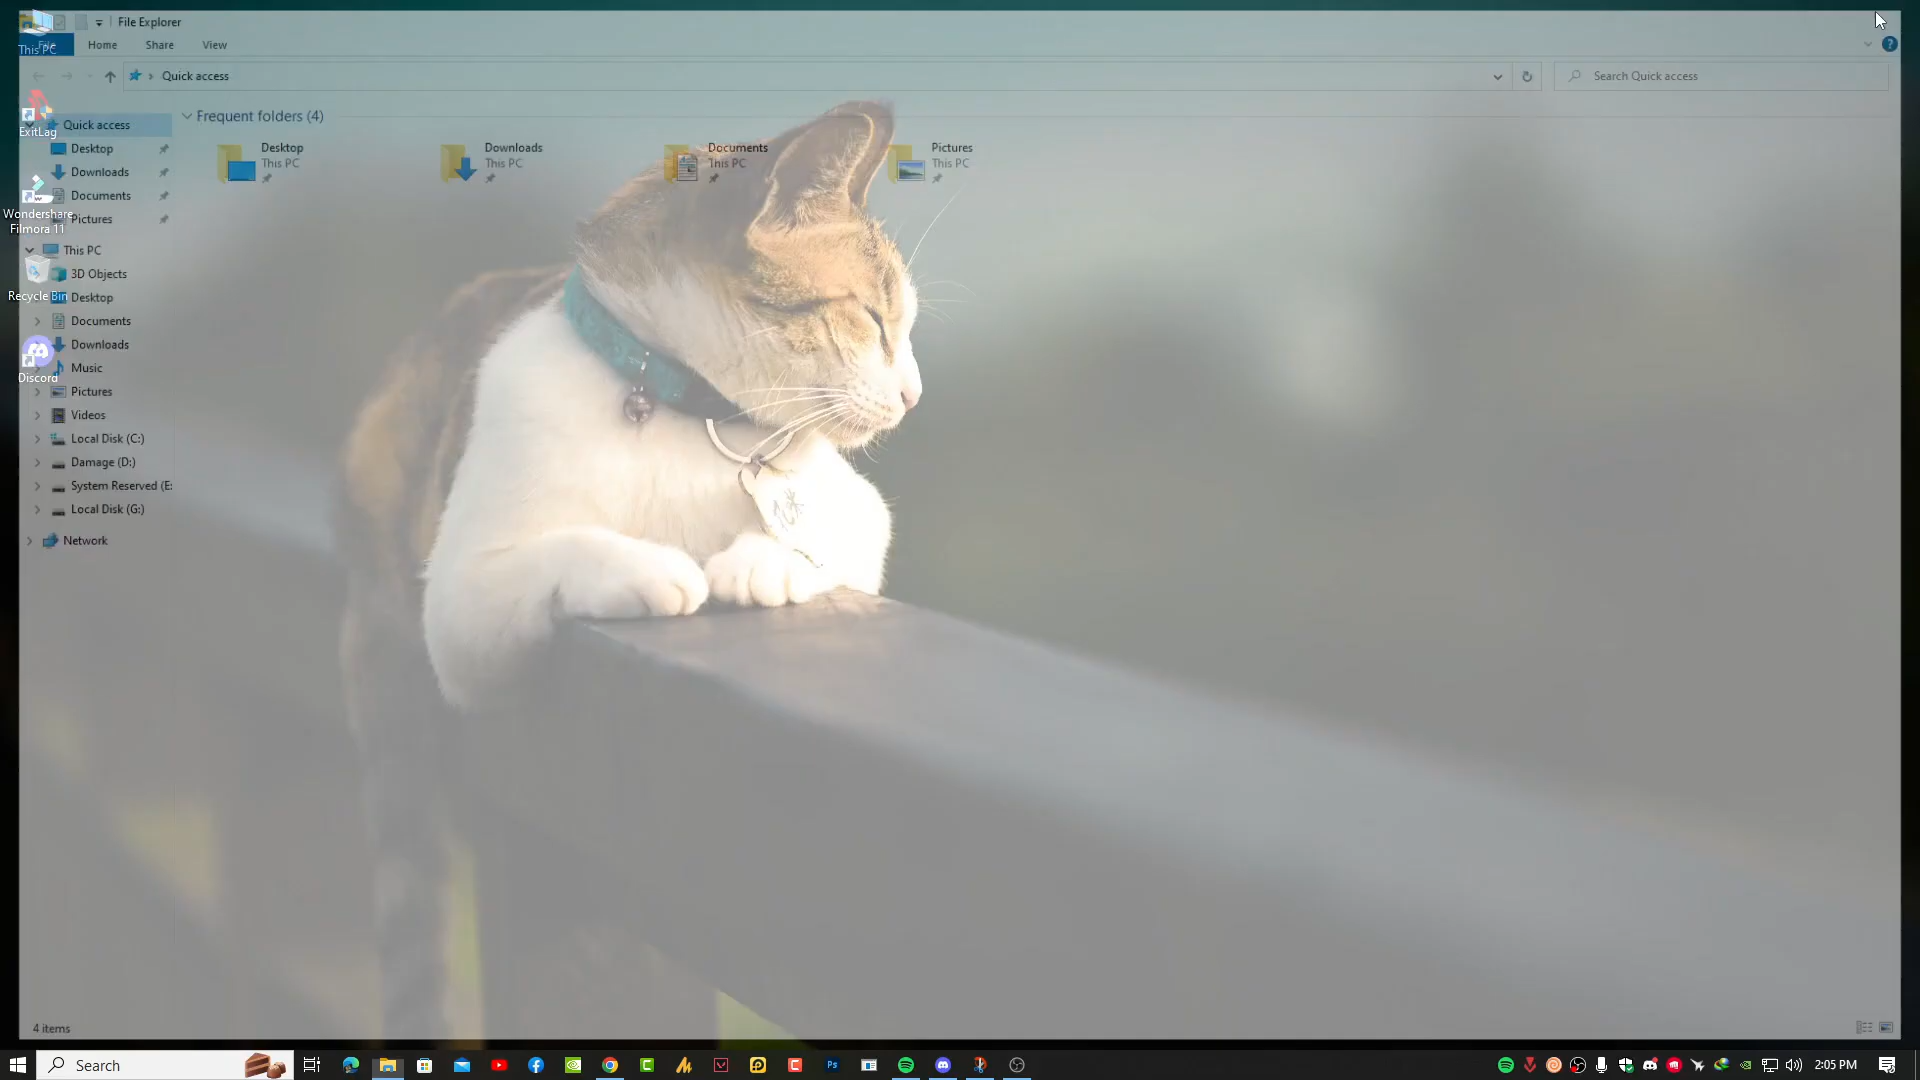 File Explorer
This PC
File
Home
Share
View
Quick access
Search Quick access
Frequent folders (4)
Desktop
This PC
Downloads
This PC
Documents
This PC
Pictures
This PC
ExitLag
Quick access
Desktop
Downloads
Documents
Wondershare
Filmora 11
Pictures
This PC
3D Objects
Recycle Bin
Desktop
Documents
Downloads
Discord
Music
Pictures
Videos
Local Disk (C:)
Damage (D:)
System Reserved (E:
Local Disk (G:)
Network
4 items
Search
Ps
2:05 PM